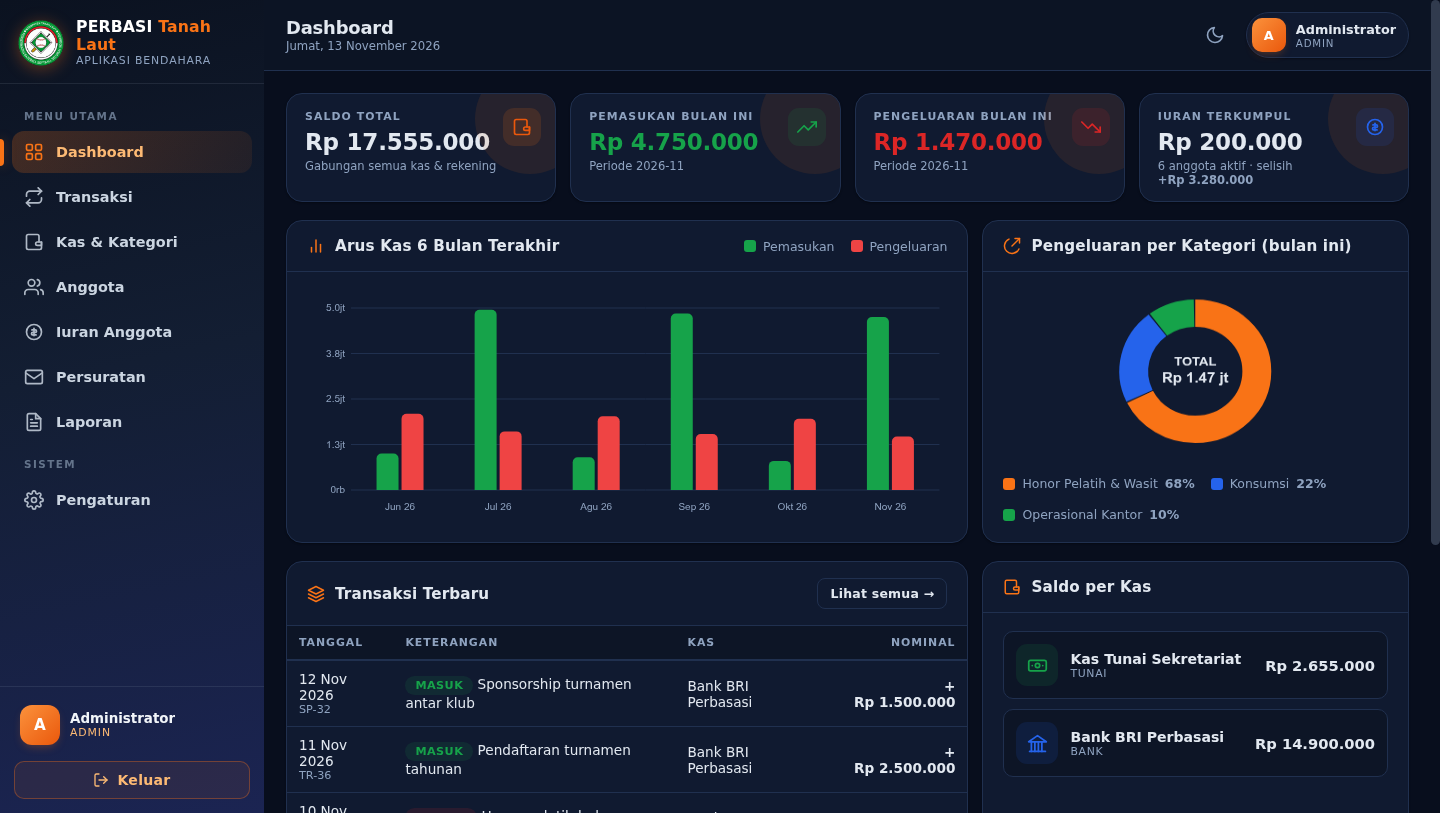 PERBASI Tanah
Laut
APLIKASI BENDAHARA
MENU UTAMA
Dashboard
Transaksi
Kas & Kategori
Anggota
Iuran Anggota
Persuratan
Laporan
SISTEM
Pengaturan
A
Administrator
ADMIN
Keluar
Dashboard
Jumat, 13 November 2026
A
Administrator
ADMIN
SALDO TOTAL
Rp 17.555.000
Gabungan semua kas & rekening
PEMASUKAN BULAN INI
Rp 4.750.000
Periode 2026-11
PENGELUARAN BULAN INI
Rp 1.470.000
Periode 2026-11
IURAN TERKUMPUL
Rp 200.000
6 anggota aktif · selisih
+Rp 3.280.000
Arus Kas 6 Bulan Terakhir
Pemasukan
Pengeluaran
5.0jt
3.8jt
2.5jt
1.3jt
0rb
Jun 26
Jul 26
Agu 26
Sep 26
Okt 26
Nov 26
Pengeluaran per Kategori (bulan ini)
TOTAL
Rp 1.47 jt
Honor Pelatih & Wasit 68%
Konsumsi 22%
Operasional Kantor 10%
Transaksi Terbaru
Lihat semua →
TANGGAL KETERANGAN KAS NOMINAL
12 Nov
2026
SP-32
MASUK Sponsorship turnamen
antar klub
Bank BRI
Perbasasi
+
Rp 1.500.000
11 Nov
2026
TR-36
MASUK Pendaftaran turnamen
tahunan
Bank BRI
Perbasasi
+
Rp 2.500.000
10 Nov
Saldo per Kas
Kas Tunai Sekretariat
TUNAI
Rp 2.655.000
Bank BRI Perbasasi
BANK
Rp 14.900.000